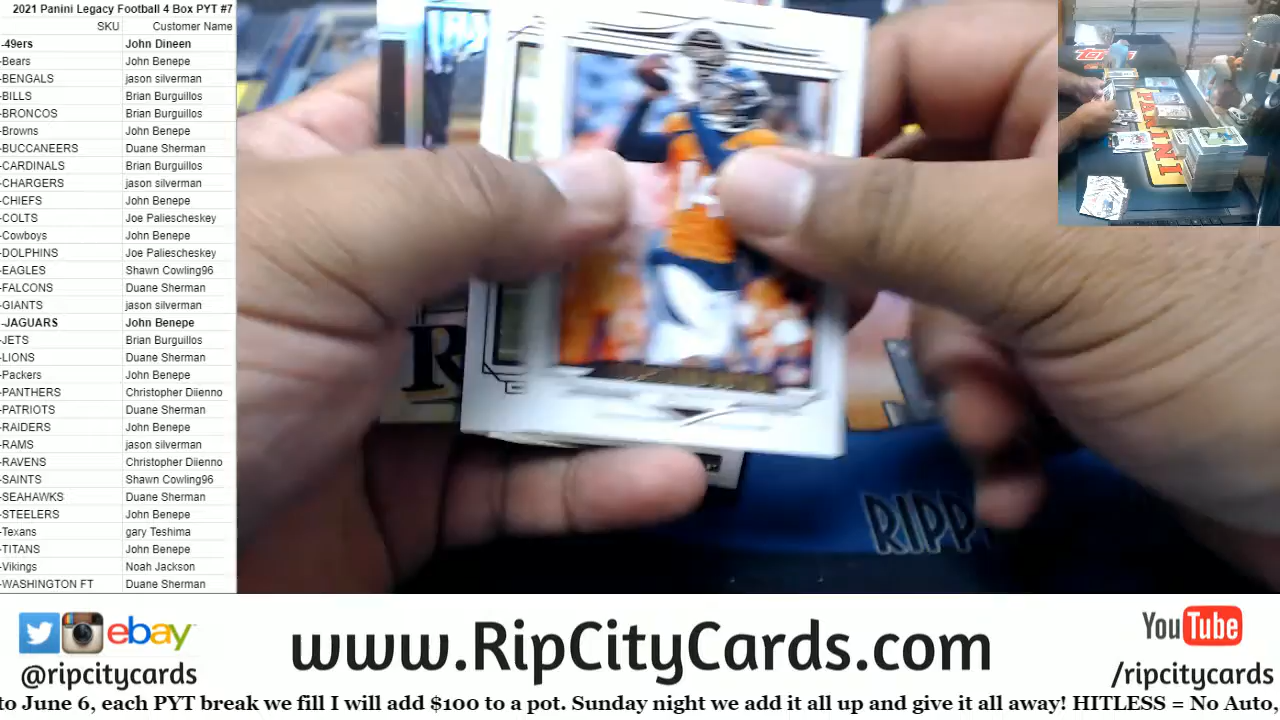 2021 Panini Legacy Football 4 Box PYT #7
SKU Customer Name
-49ers John Dineen
-Bears John Benepe
-BENGALS jason silverman
-BILLS Brian Burguillos
-BRONCOS Brian Burguillos
-Browns John Benepe
-BUCCANEERS Duane Sherman
-CARDINALS Brian Burguillos
-CHARGERS jason silverman
-CHIEFS John Benepe
-COLTS Joe Paliescheskey
-Cowboys John Benepe
-DOLPHINS Joe Paliescheskey
-EAGLES Shawn Cowling96
-FALCONS Duane Sherman
-GIANTS jason silverman
-JAGUARS John Benepe
-JETS Brian Burguillos
-LIONS Duane Sherman
-Packers John Benepe
-PANTHERS Christopher Diienno
-PATRIOTS Duane Sherman
-RAIDERS John Benepe
-RAMS jason silverman
-RAVENS Christopher Diienno
-SAINTS Shawn Cowling96
-SEAHAWKS Duane Sherman
-STEELERS John Benepe
-Texans gary Teshima
-TITANS John Benepe
-Vikings Noah Jackson
-WASHINGTON FT Duane Sherman
14
PANINI
RIPP
ebay
@ripcitycards
www.RipCityCards.com
You Tube
/ripcitycards
to June 6, each PYT break we fill I will add $100 to a pot. Sunday night we add it all up and give it all away! HITLESS = No Auto,